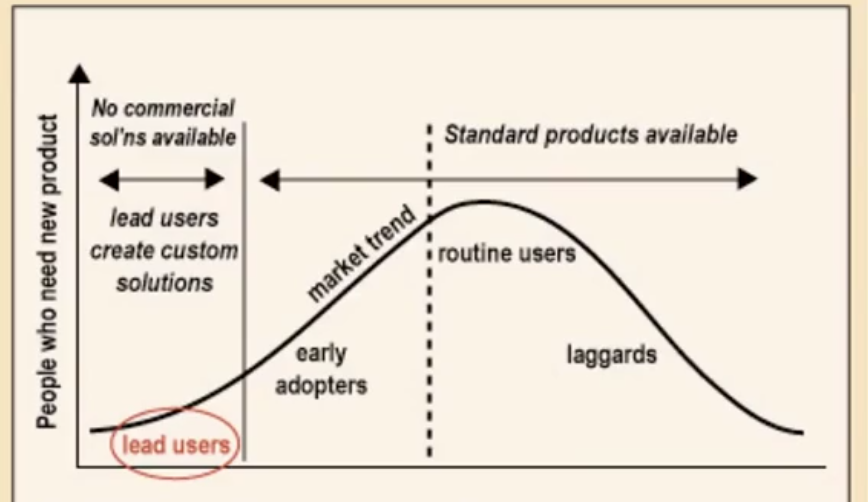 No commercial
sol'ns available
Standard products available
lead users
create custom
solutions
People who need new product
market trend
routine users
early
adopters
laggards
lead users